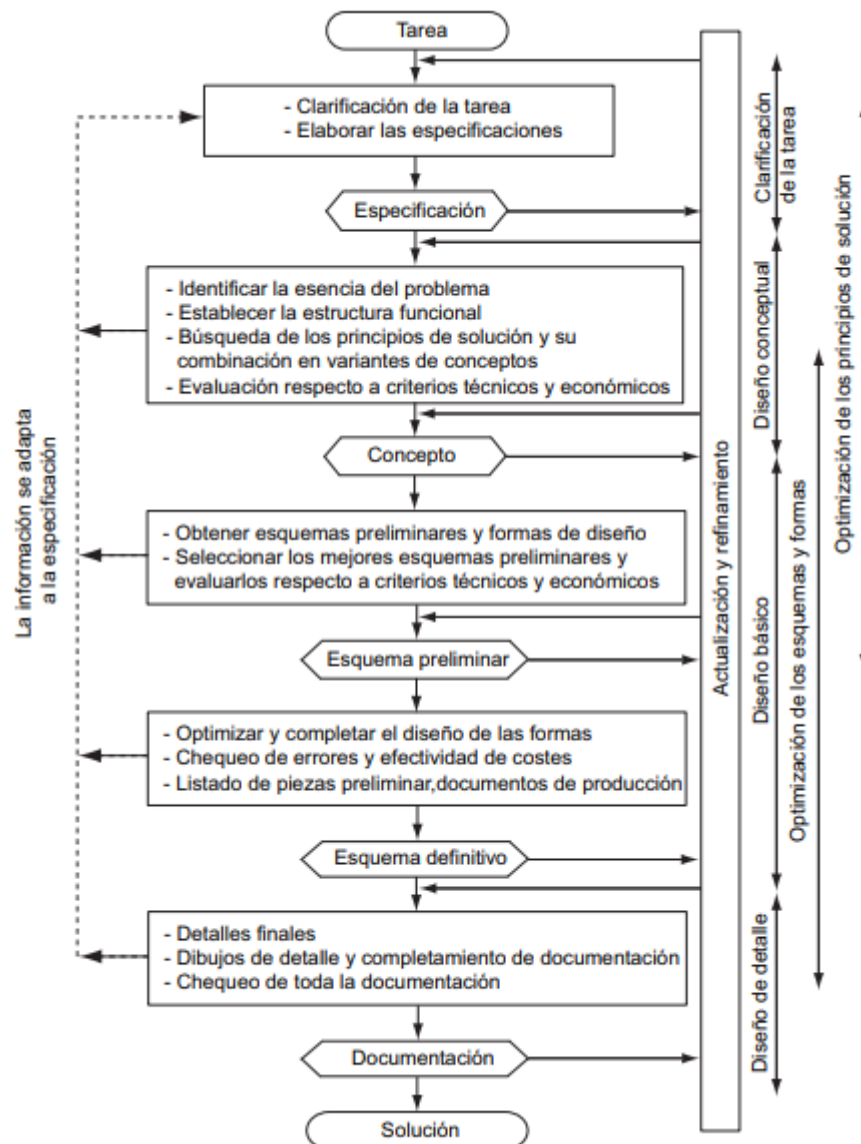 Tarea
- Clarificación de la tarea
- Elaborar las especificaciones
Especificación
- Identificar la esencia del problema
- Establecer la estructura funcional
- Búsqueda de los principios de solución y su
combinación en variantes de conceptos
- Evaluación respecto a criterios técnicos y económicos
Concepto
- Obtener esquemas preliminares y formas de diseño
- Seleccionar los mejores esquemas preliminares y
evaluarlos respecto a criterios técnicos y económicos
Esquema preliminar
- Optimizar y completar el diseño de las formas
- Chequeo de errores y efectividad de costes
- Listado de piezas preliminar,documentos de producción
Esquema definitivo
- Detalles finales
- Dibujos de detalle y completamiento de documentación
- Chequeo de toda la documentación
Documentación
Solución
La información se adapta
a la especificación
Actualización y refinamiento
Clarificación
de la tarea
Diseño conceptual
Diseño básico
Diseño de detalle
Optimización de los esquemas y formas
Optimización de los principios de solución